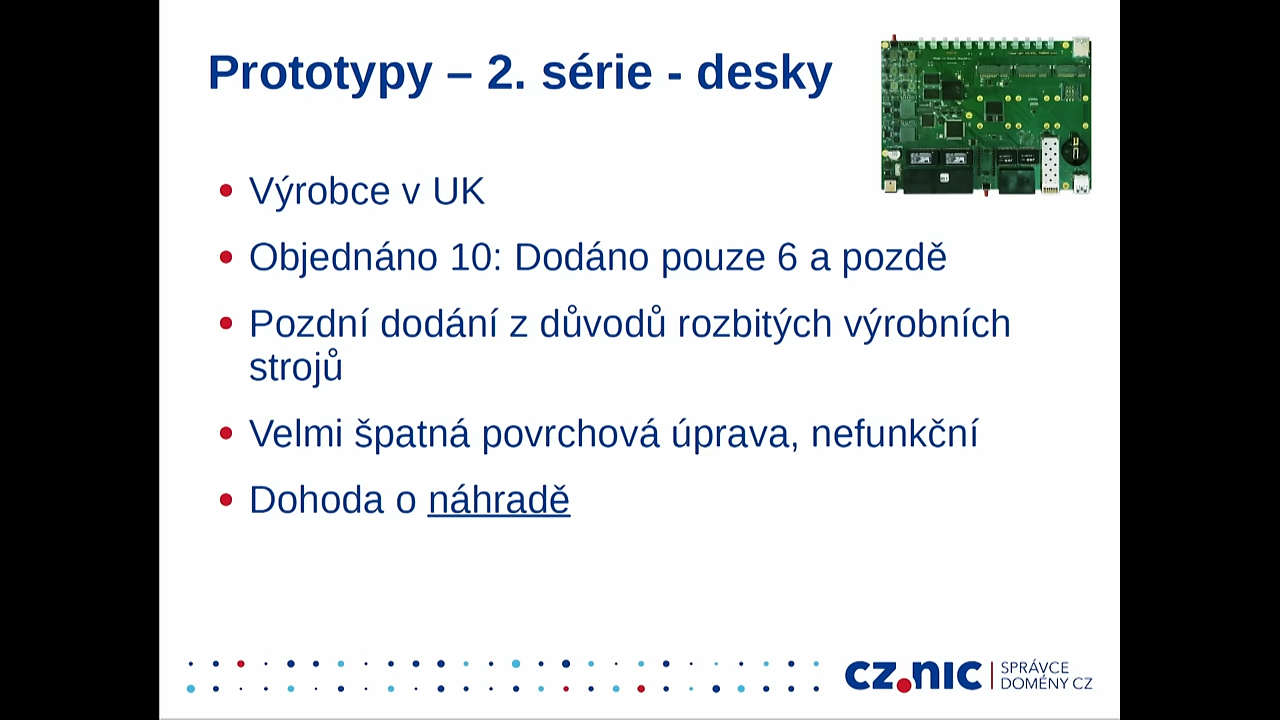 Prototypy – 2. série - desky
• Výrobce v UK
• Objednáno 10: Dodáno pouze 6 a pozdě
• Pozdní dodání z důvodů rozbitých výrobních
strojů
• Velmi špatná povrchová úprava, nefunkční
• Dohoda o náhradě
CZ.NIC | SPRÁVCE
DOMÉNY CZ